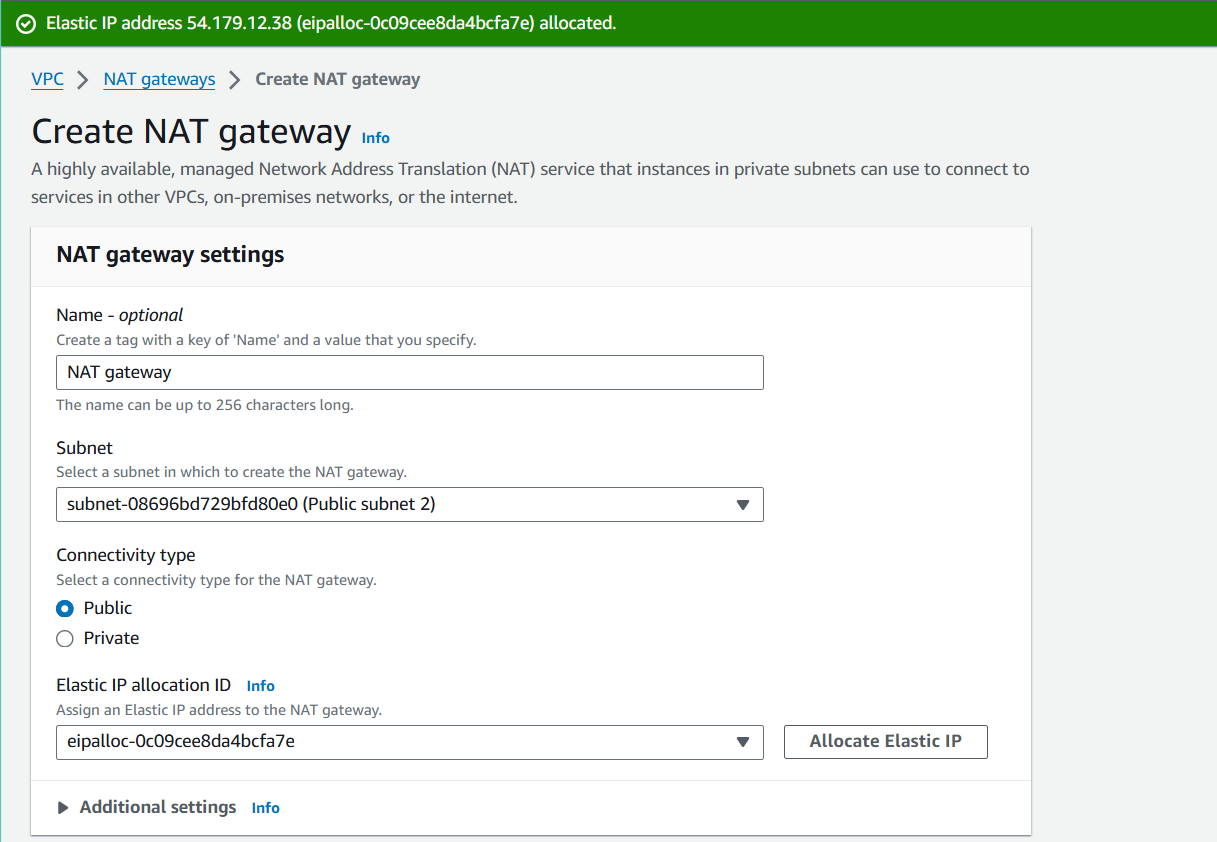 Elastic IP address 54.179.12.38 (eipalloc-0c09cee8da4bcfa7e) allocated.
VPC > NAT gateways > Create NAT gateway
Create NAT gateway Info
A highly available, managed Network Address Translation (NAT) service that instances in private subnets can use to connect to
services in other VPCs, on-premises networks, or the internet.
NAT gateway settings
Name - optional
Create a tag with a key of 'Name' and a value that you specify.
NAT gateway
The name can be up to 256 characters long.
Subnet
Select a subnet in which to create the NAT gateway.
subnet-08696bd729bfd80e0 (Public subnet 2)
Connectivity type
Select a connectivity type for the NAT gateway.
Public
Private
Elastic IP allocation ID Info
Assign an Elastic IP address to the NAT gateway.
eipalloc-0c09cee8da4bcfa7e Allocate Elastic IP
Additional settings Info